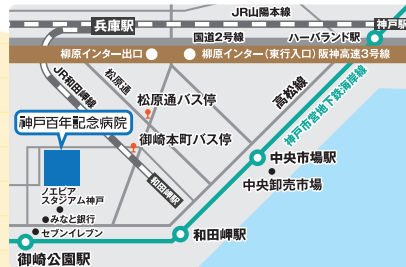 JR山陽本線
兵庫駅
神戸駅
国道2号線
ハーバランド駅
柳原インター出口
柳原インター(東行入口)
阪神高速3号線
松原通
JR和田岬線
松原通バス停
高松線
神戸市営地下鉄海岸線
神戸百年記念病院
御崎本町バス停
中央市場駅
中央卸売市場
和田岬駅
ノエビア
スタジアム神戸
みなと銀行
セブンイレブン
和田岬駅
御崎公園駅